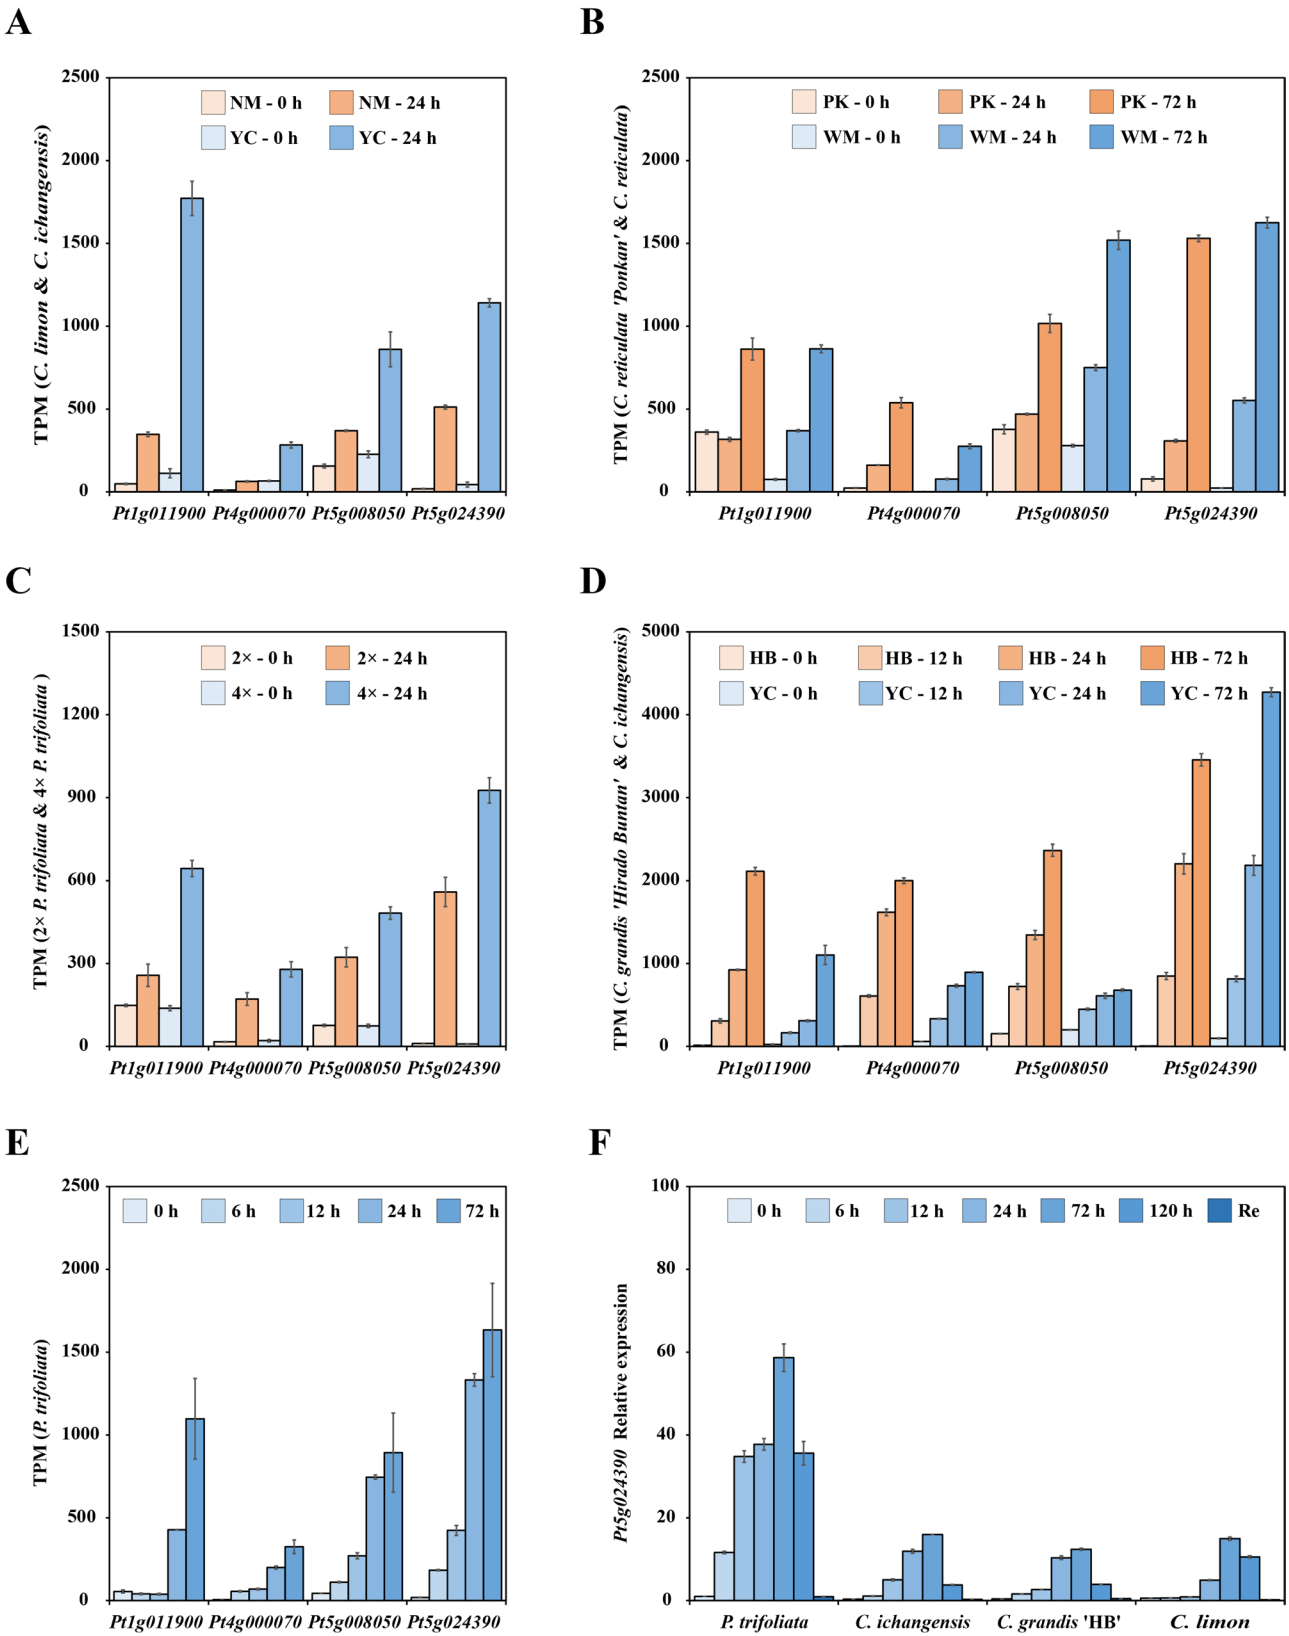 A
TPM (C. limon & C. ichangensis)
2500
2000
1500
1000
500
0
NM - 0 h
NM - 24 h
YC - 0 h
YC - 24 h
Pt1g011900 Pt4g000070 Pt5g008050 Pt5g024390
B
TPM (C. reticulata 'Ponkan' & C. reticulata)
2500
2000
1500
1000
500
0
PK - 0 h
PK - 24 h
PK - 72 h
WM - 0 h
WM - 24 h
WM - 72 h
Pt1g011900 Pt4g000070 Pt5g008050 Pt5g024390
C
TPM (2× P. trifoliata & 4× P. trifoliata )
1500
1200
900
600
300
0
2× - 0 h
2× - 24 h
4× - 0 h
4× - 24 h
Pt1g011900 Pt4g000070 Pt5g008050 Pt5g024390
D
TPM (C. grandis 'Hirado Buntan' & C. ichangensis)
5000
4000
3000
2000
1000
0
HB - 0 h
HB - 12 h
HB - 24 h
HB - 72 h
YC - 0 h
YC - 12 h
YC - 24 h
YC - 72 h
Pt1g011900 Pt4g000070 Pt5g008050 Pt5g024390
E
TPM (P. trifoliata)
2500
2000
1500
1000
500
0
0 h
6 h
12 h
24 h
72 h
Pt1g011900 Pt4g000070 Pt5g008050 Pt5g024390
F
Pt5g024390 Relative expression
100
80
60
40
20
0
0 h
6 h
12 h
24 h
72 h
120 h
Re
P. trifoliata C. ichangensis C. grandis 'HB' C. limon